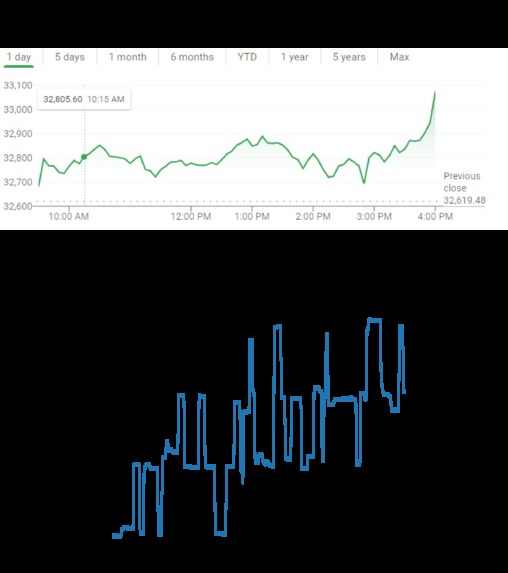 1 day 5 days 1 month 6 months YTD 1 year 5 years Max
33,100
32,805.60 10:15 AM
33,000
32,900
32,800
32,700
Previous
close
32,619.48
32,600
10:00 AM 12:00 PM 1:00 PM 2:00 PM 3:00 PM 4:00 PM